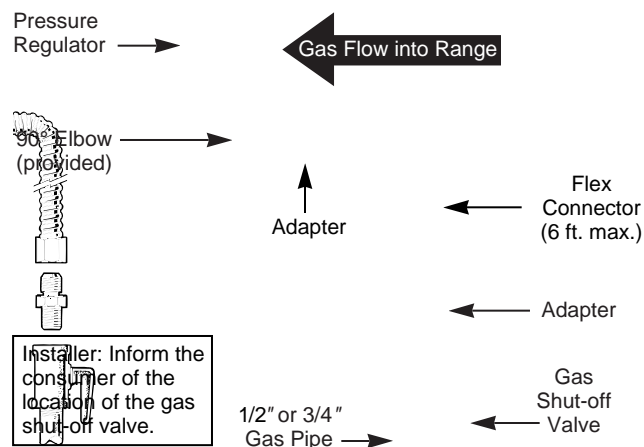 Pressure
Regulator
Gas Flow into Range
90° Elbow
(provided)
Adapter
Flex
Connector
(6 ft. max.)
Adapter
Installer: Inform the
consumer of the
location of the gas
shut-off valve.
Gas
Shut-off
Valve
1/2″ or 3/4″
Gas Pipe